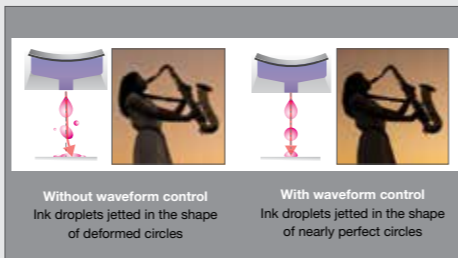 Without waveform control
Ink droplets jetted in the shape
of deformed circles
With waveform control
Ink droplets jetted in the shape
of nearly perfect circles